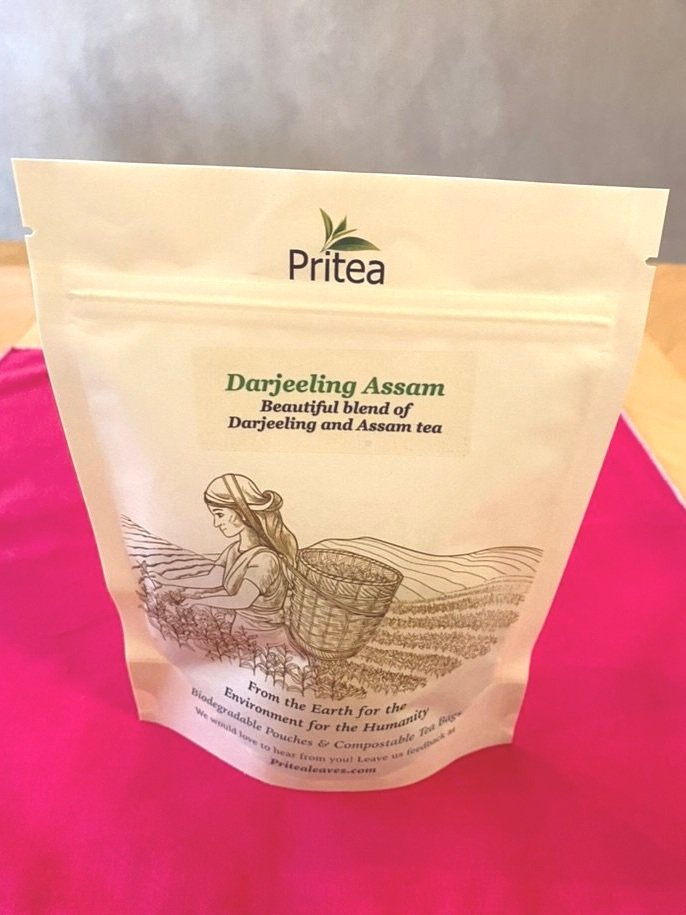 Pritea
Darjeeling Assam
Beautiful blend of
Darjeeling and Assam tea
From the Earth for the
Environment for the Humanity
Biodegradable Pouches & Compostable Tea Bags
We would love to hear from you! Leave us feedback at
Pritealeaves.com